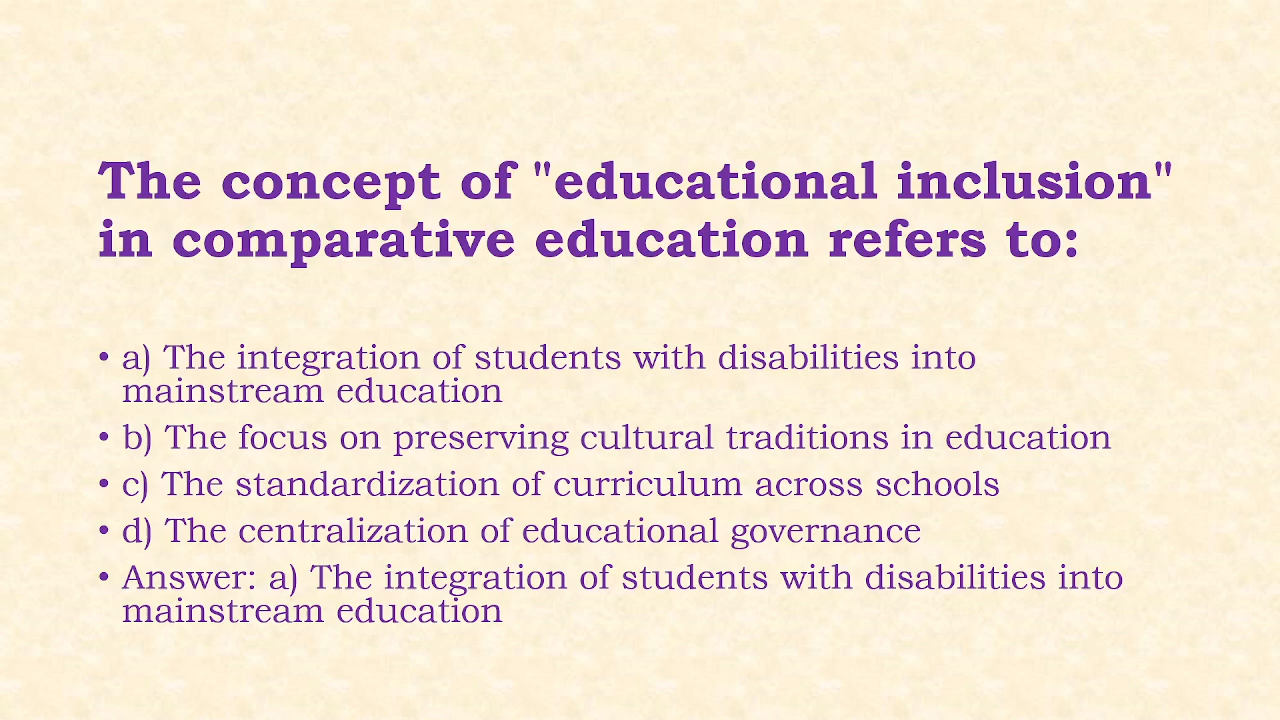 The concept of "educational inclusion"
in comparative education refers to:
• a) The integration of students with disabilities into
mainstream education
• b) The focus on preserving cultural traditions in education
• c) The standardization of curriculum across schools
• d) The centralization of educational governance
• Answer: a) The integration of students with disabilities into
mainstream education